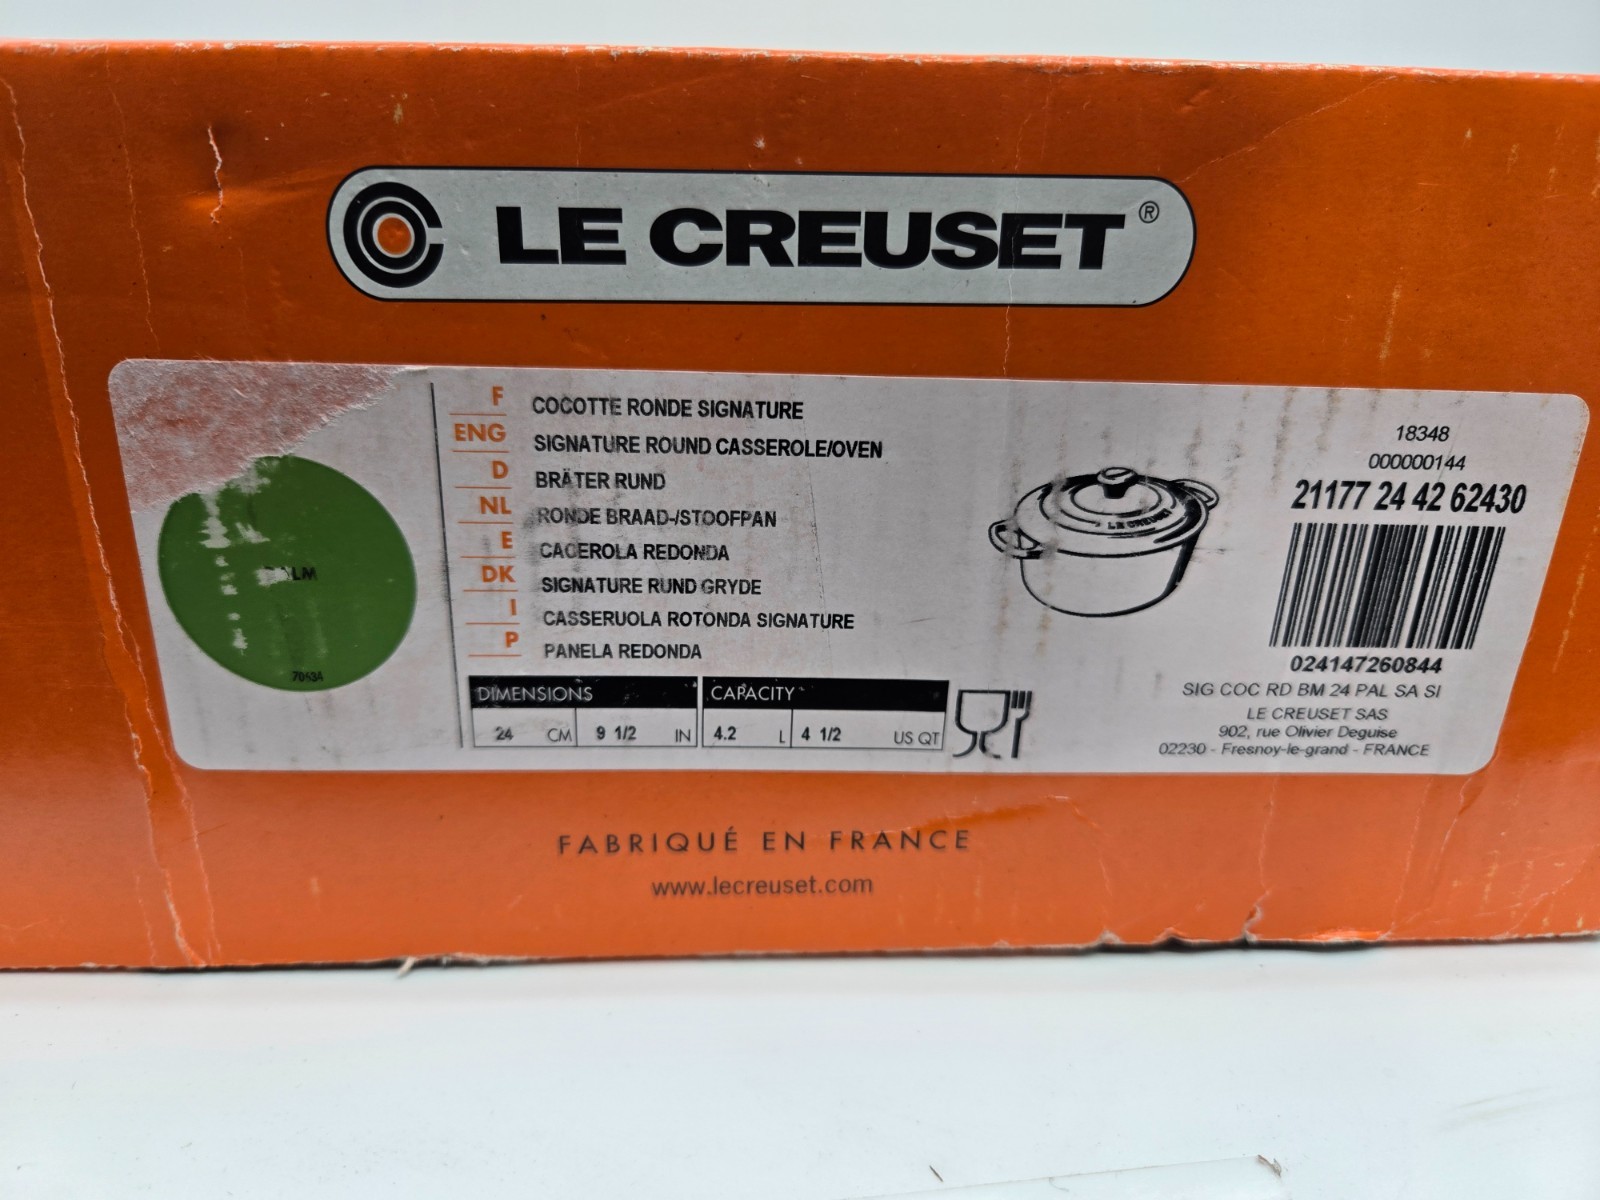 LE CREUSET®
F COCOTTE RONDE SIGNATURE
ENG SIGNATURE ROUND CASSEROLE/OVEN
D BRÄTER RUND
NL RONDE BRAAD-/STOOFPAN
E CACEROLA REDONDA
DK SIGNATURE RUND GRYDE
I CASSERUOLA ROTONDA SIGNATURE
P PANELA REDONDA
DIMENSIONS CAPACITY
24 CM 9 1/2 IN 4.2 L 4 1/2 US QT
LE CREUSET
18348
000000144
21177 24 42 62430
024147260844
SIG COC RD BM 24 PAL SA SI
LE CREUSET SAS
902, rue Olivier Deguise
02230 - Fresnoy-le-grand - FRANCE
FABRIQUÉ EN FRANCE
www.lecreuset.com